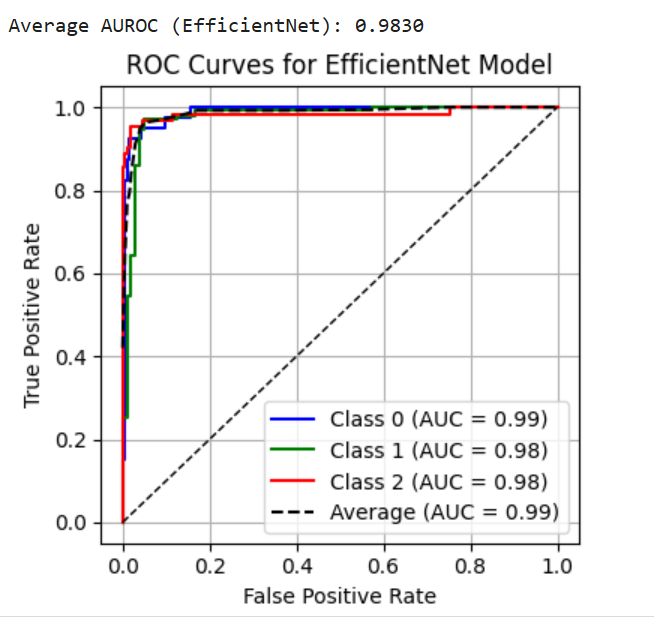 Average AUROC (EfficientNet): 0.9830
ROC Curves for EfficientNet Model
1.0
0.8
0.6
0.4
0.2
0.0
True Positive Rate
Class 0 (AUC = 0.99)
Class 1 (AUC = 0.98)
Class 2 (AUC = 0.98)
Average (AUC = 0.99)
0.0 0.2 0.4 0.6 0.8 1.0
False Positive Rate